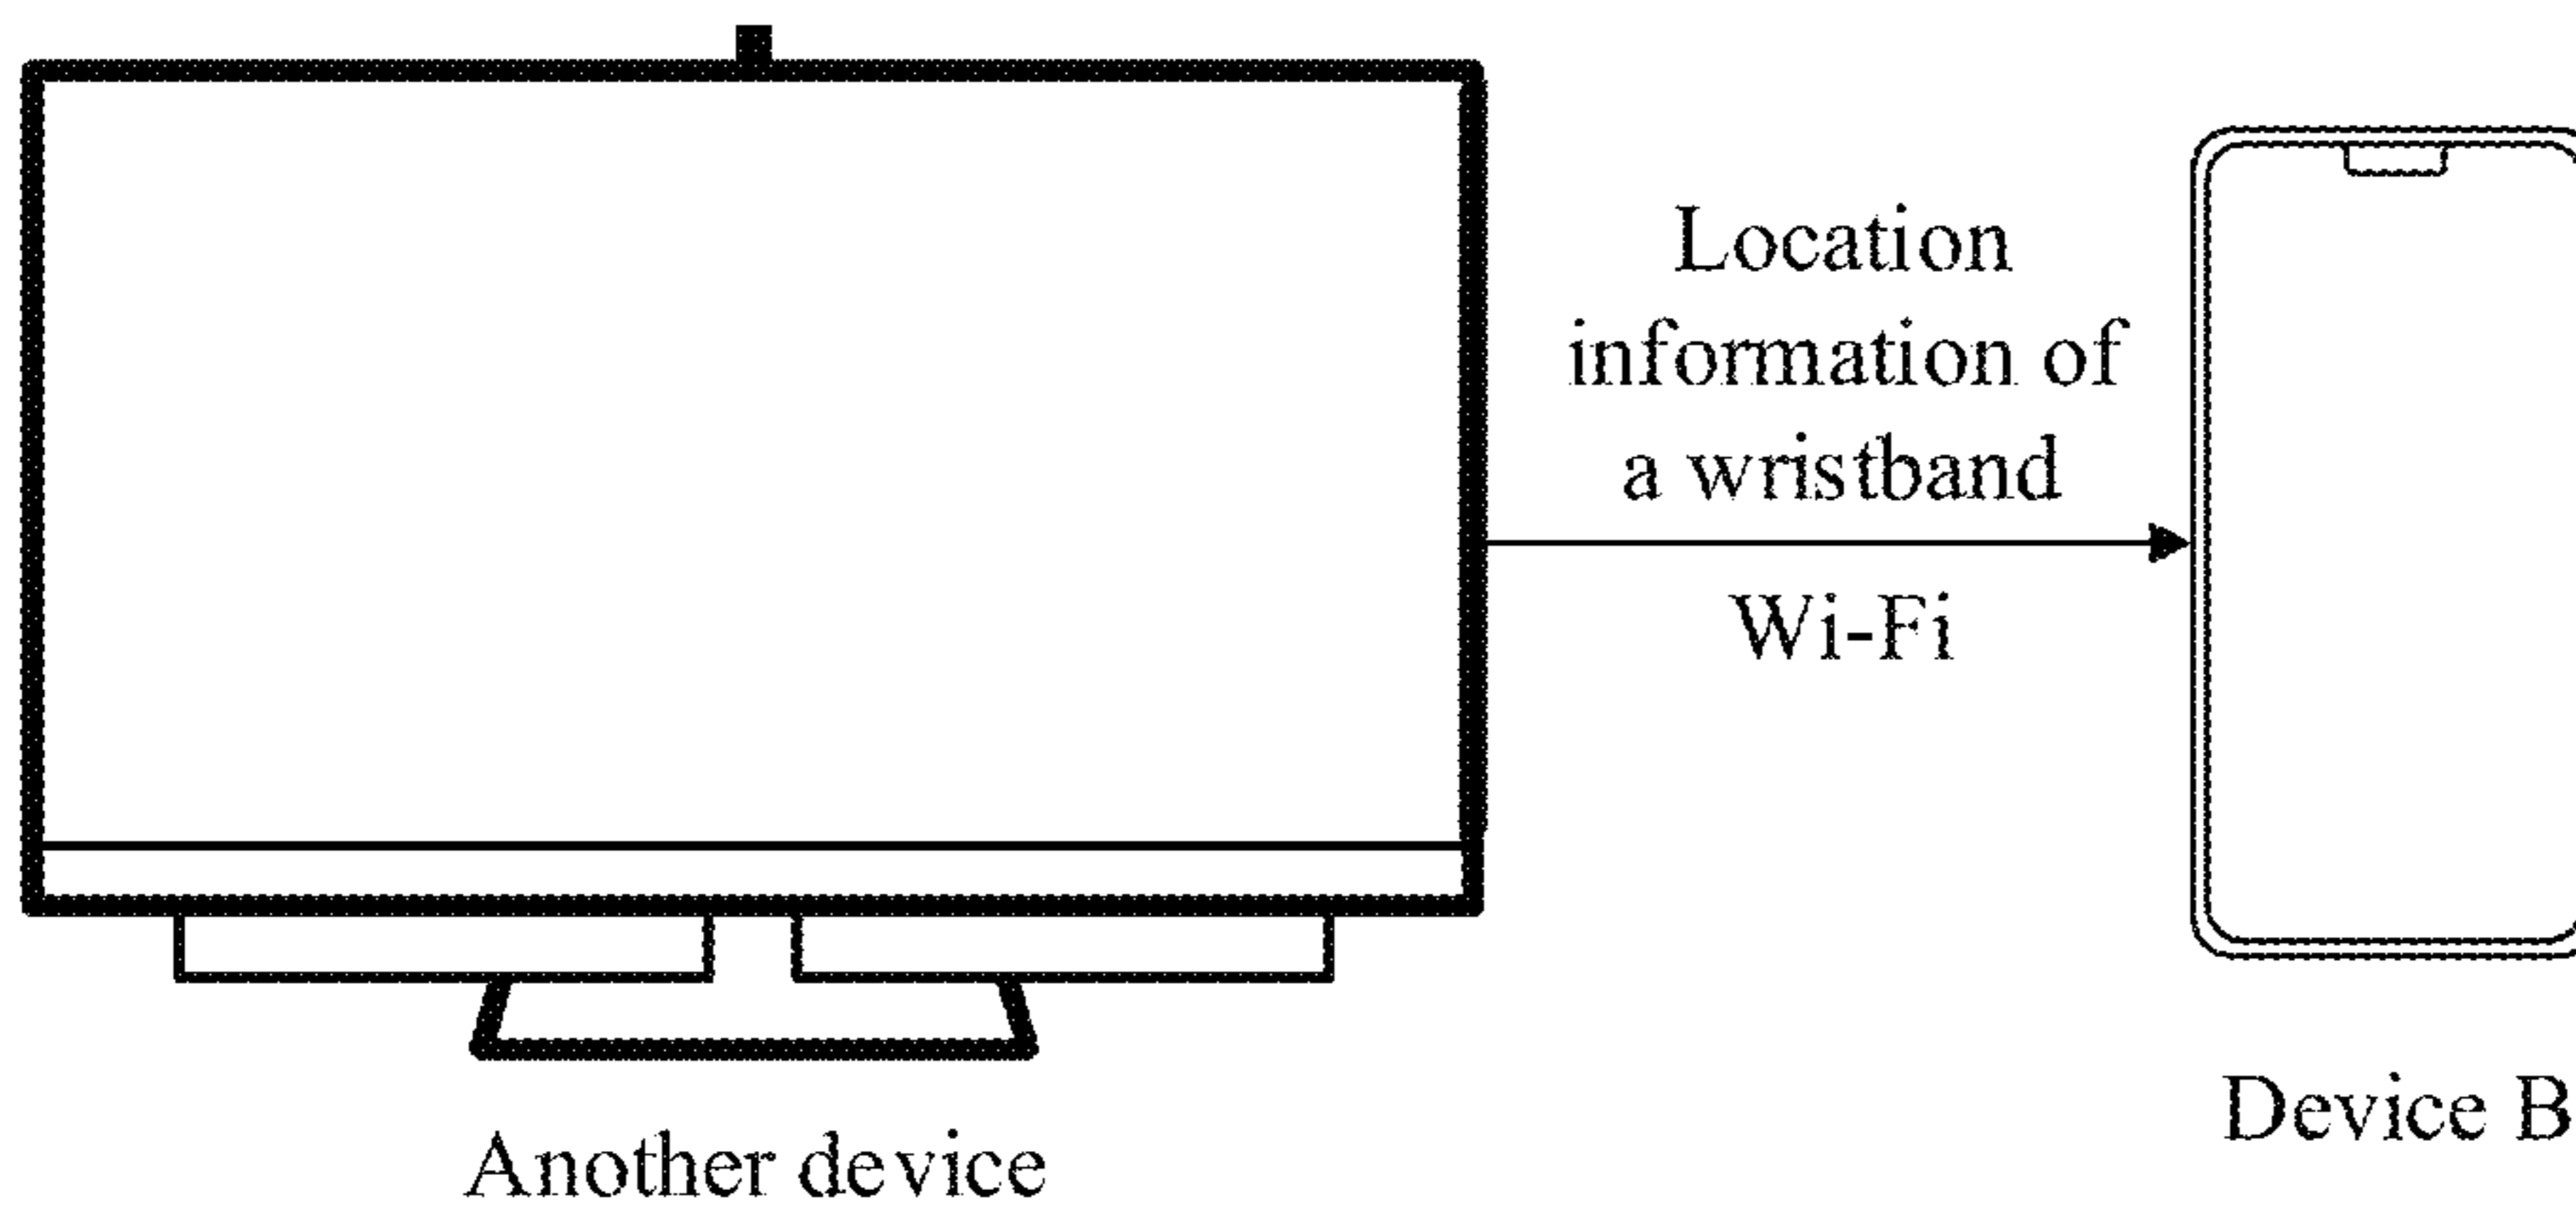 Location
information of
a wristband
Wi-Fi
Device B
Another device